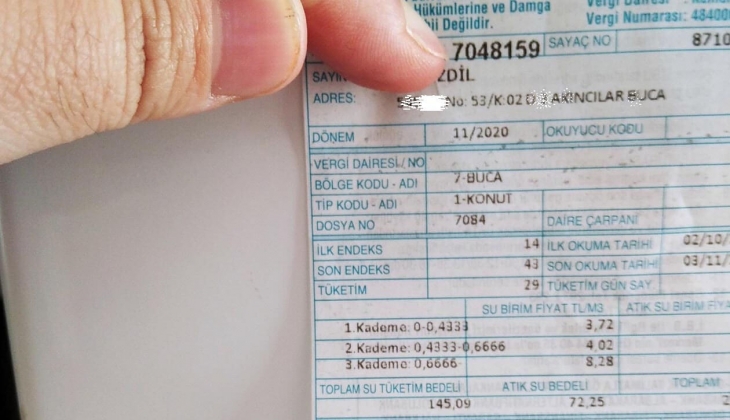 Hükümlerine ve Damga
Değildir.
Vergi Numarası: 48400
7048159 SAYAÇ NO 8710
ADRES: No: 53/K:02 AKINCILAR BUCA
DÖNEM 11/2020 OKUYUCU KODU
VERGİ DAİRESİ/NO
BÖLGE KODU - ADI 7-BUCA
TİP KODU - ADI 1-KONUT
DOSYA NO 7084 DAİRE ÇARPANI
İLK ENDEKS 14 İLK OKUMA TARİHİ 02/10/
SON ENDEKS 43 SON OKUMA TARİHİ 03/11/
TÜKETİM 29 TÜKETİM GÜN SAY
SU BİRİM FİYAT TL/M3 ATIK SU BİRİM FİYA
1.Kademe: 0-0,4333 3,72
2.Kademe: 0,4333-0,6666 4,02
3.Kademe: 0,6666 8,28
TOPLAM SU TÜKETİM BEDELİ ATIK SU BEDELİ TOPLAM
145,09 72,25